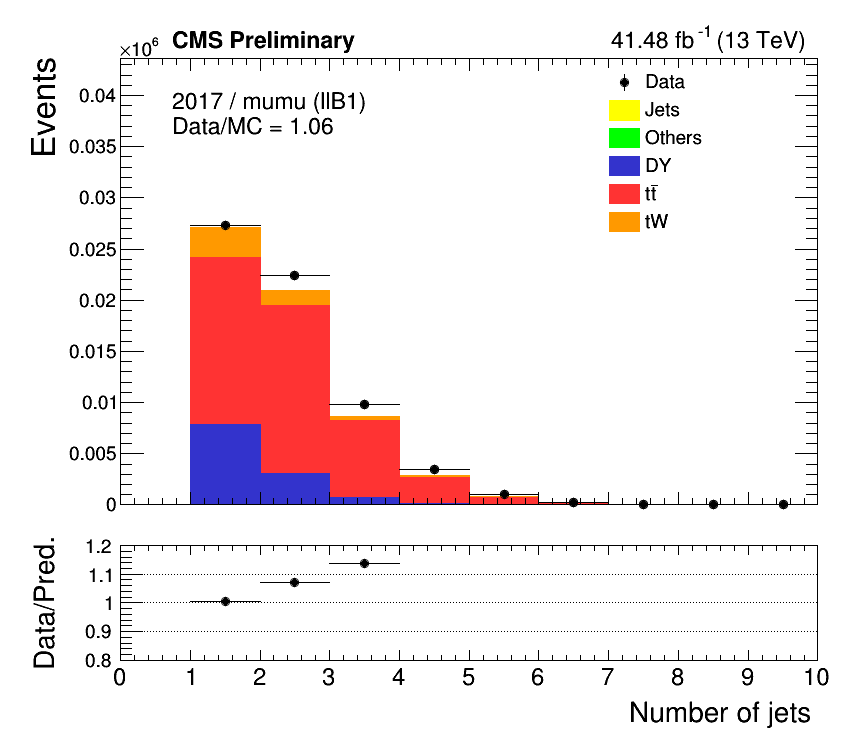 ×10⁶ CMS Preliminary 41.48 fb⁻¹ (13 TeV)
Events
2017 / mumu (llB1)
Data/MC = 1.06
Data
Jets
Others
DY
tt̄
tW
0.04
0.035
0.03
0.025
0.02
0.015
0.01
0.005
0
Data/Pred.
1.2
1.1
1
0.9
0.8
0 1 2 3 4 5 6 7 8 9 10
Number of jets